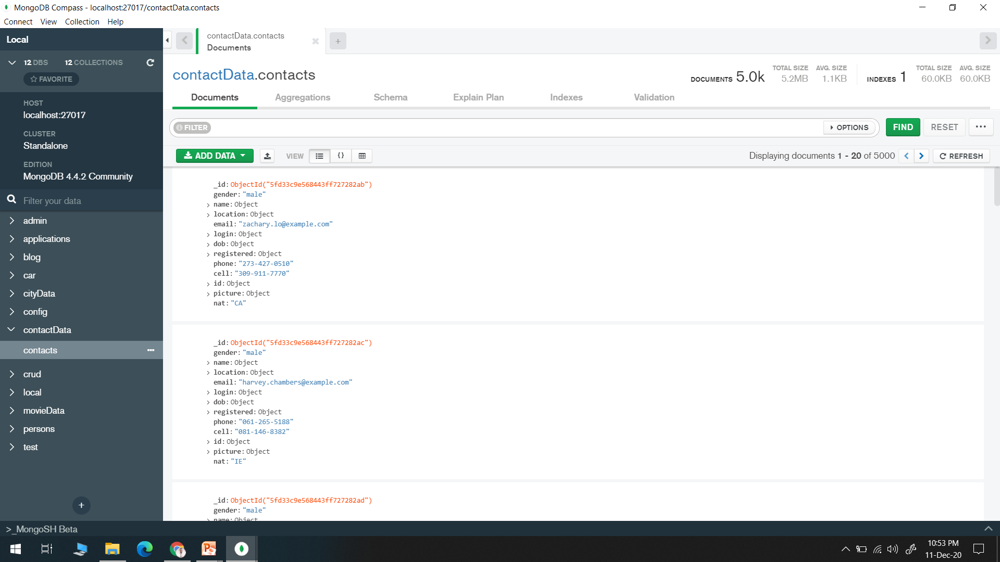 MongoDB Compass - localhost:27017/contactData.contacts
Connect View Collection Help
Local
12 DBS 12 COLLECTIONS
FAVORITE
HOST
localhost:27017
CLUSTER
Standalone
EDITION
MongoDB 4.4.2 Community
Filter your data
admin
applications
blog
car
cityData
config
contactData
contacts
crud
local
movieData
persons
test
contactData.contacts
Documents
contactData.contacts
DOCUMENTS 5.0k
TOTAL SIZE 5.2MB
AVG. SIZE 1.1KB
INDEXES 1
TOTAL SIZE 60.0KB
AVG. SIZE 60.0KB
Documents Aggregations Schema Explain Plan Indexes Validation
FILTER OPTIONS FIND RESET
ADD DATA VIEW Displaying documents 1 - 20 of 5000 REFRESH
_id: ObjectId("5fd33c9e568443ff727282ab")
gender: "male"
name: Object
location: Object
email: "zachary.lo@example.com"
login: Object
dob: Object
registered: Object
phone: "273-427-0510"
cell: "309-911-7770"
id: Object
picture: Object
nat: "CA"
_id: ObjectId("5fd33c9e568443ff727282ac")
gender: "male"
name: Object
location: Object
email: "harvey.chambers@example.com"
login: Object
dob: Object
registered: Object
phone: "061-265-5188"
cell: "081-146-8382"
id: Object
picture: Object
nat: "IE"
_id: ObjectId("5fd33c9e568443ff727282ad")
gender: "male"
name: Object
>_MongoSH Beta
10:53 PM
11-Dec-20